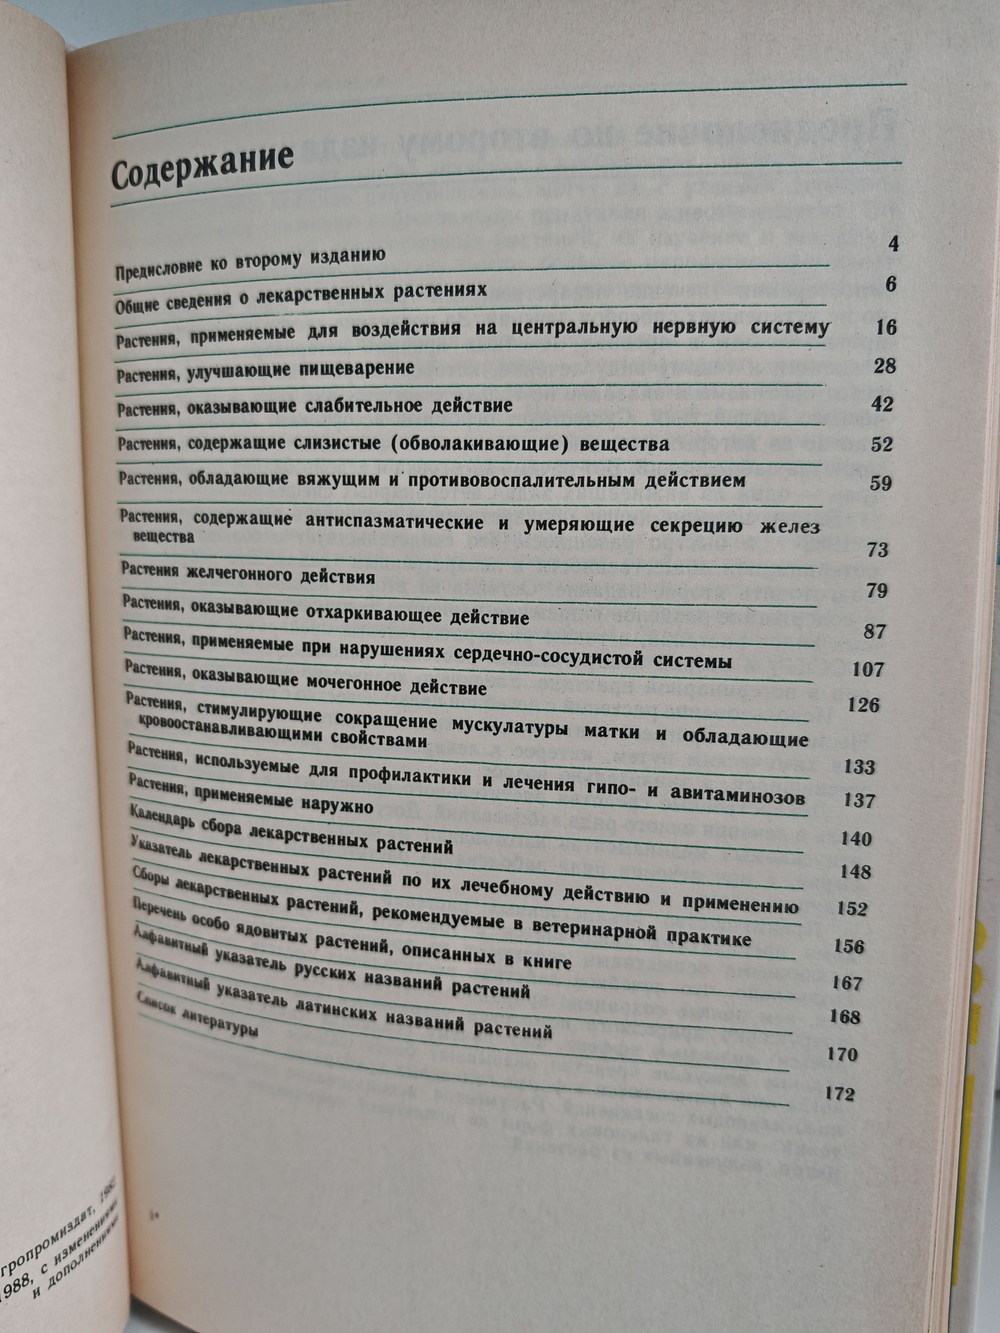 Содержание
Предисловие ко второму изданию 4
Общие сведения о лекарственных растениях 6
Растения, применяемые для воздействия на центральную нервную систему 16
Растения, улучшающие пищеварение 28
Растения, оказывающие слабительное действие 42
Растения, содержащие слизистые (обволакивающие) вещества 52
Растения, обладающие вяжущим и противовоспалительным действием 59
Растения, содержащие антиспазматические и умеряющие секрецию желез
вещества 73
Растения желчегонного действия 79
Растения, оказывающие отхаркивающее действие 87
Растения, применяемые при нарушениях сердечно-сосудистой системы 107
Растения, оказывающие мочегонное действие 126
Растения, стимулирующие сокращение мускулатуры матки и обладающие
кровоостанавливающими свойствами 133
Растения, используемые для профилактики и лечения гипо- и авитаминозов 137
Растения, применяемые наружно 140
Календарь сбора лекарственных растений 148
Указатель лекарственных растений по их лечебному действию и применению 152
Сборы лекарственных растений, рекомендуемые в ветеринарной практике 156
Перечень особо ядовитых растений, описанных в книге 167
Алфавитный указатель русских названий растений 168
Алфавитный указатель латинских названий растений 170
Список литературы 172
1*
гропромиздат,
1988, с изменениями
и дополнениями